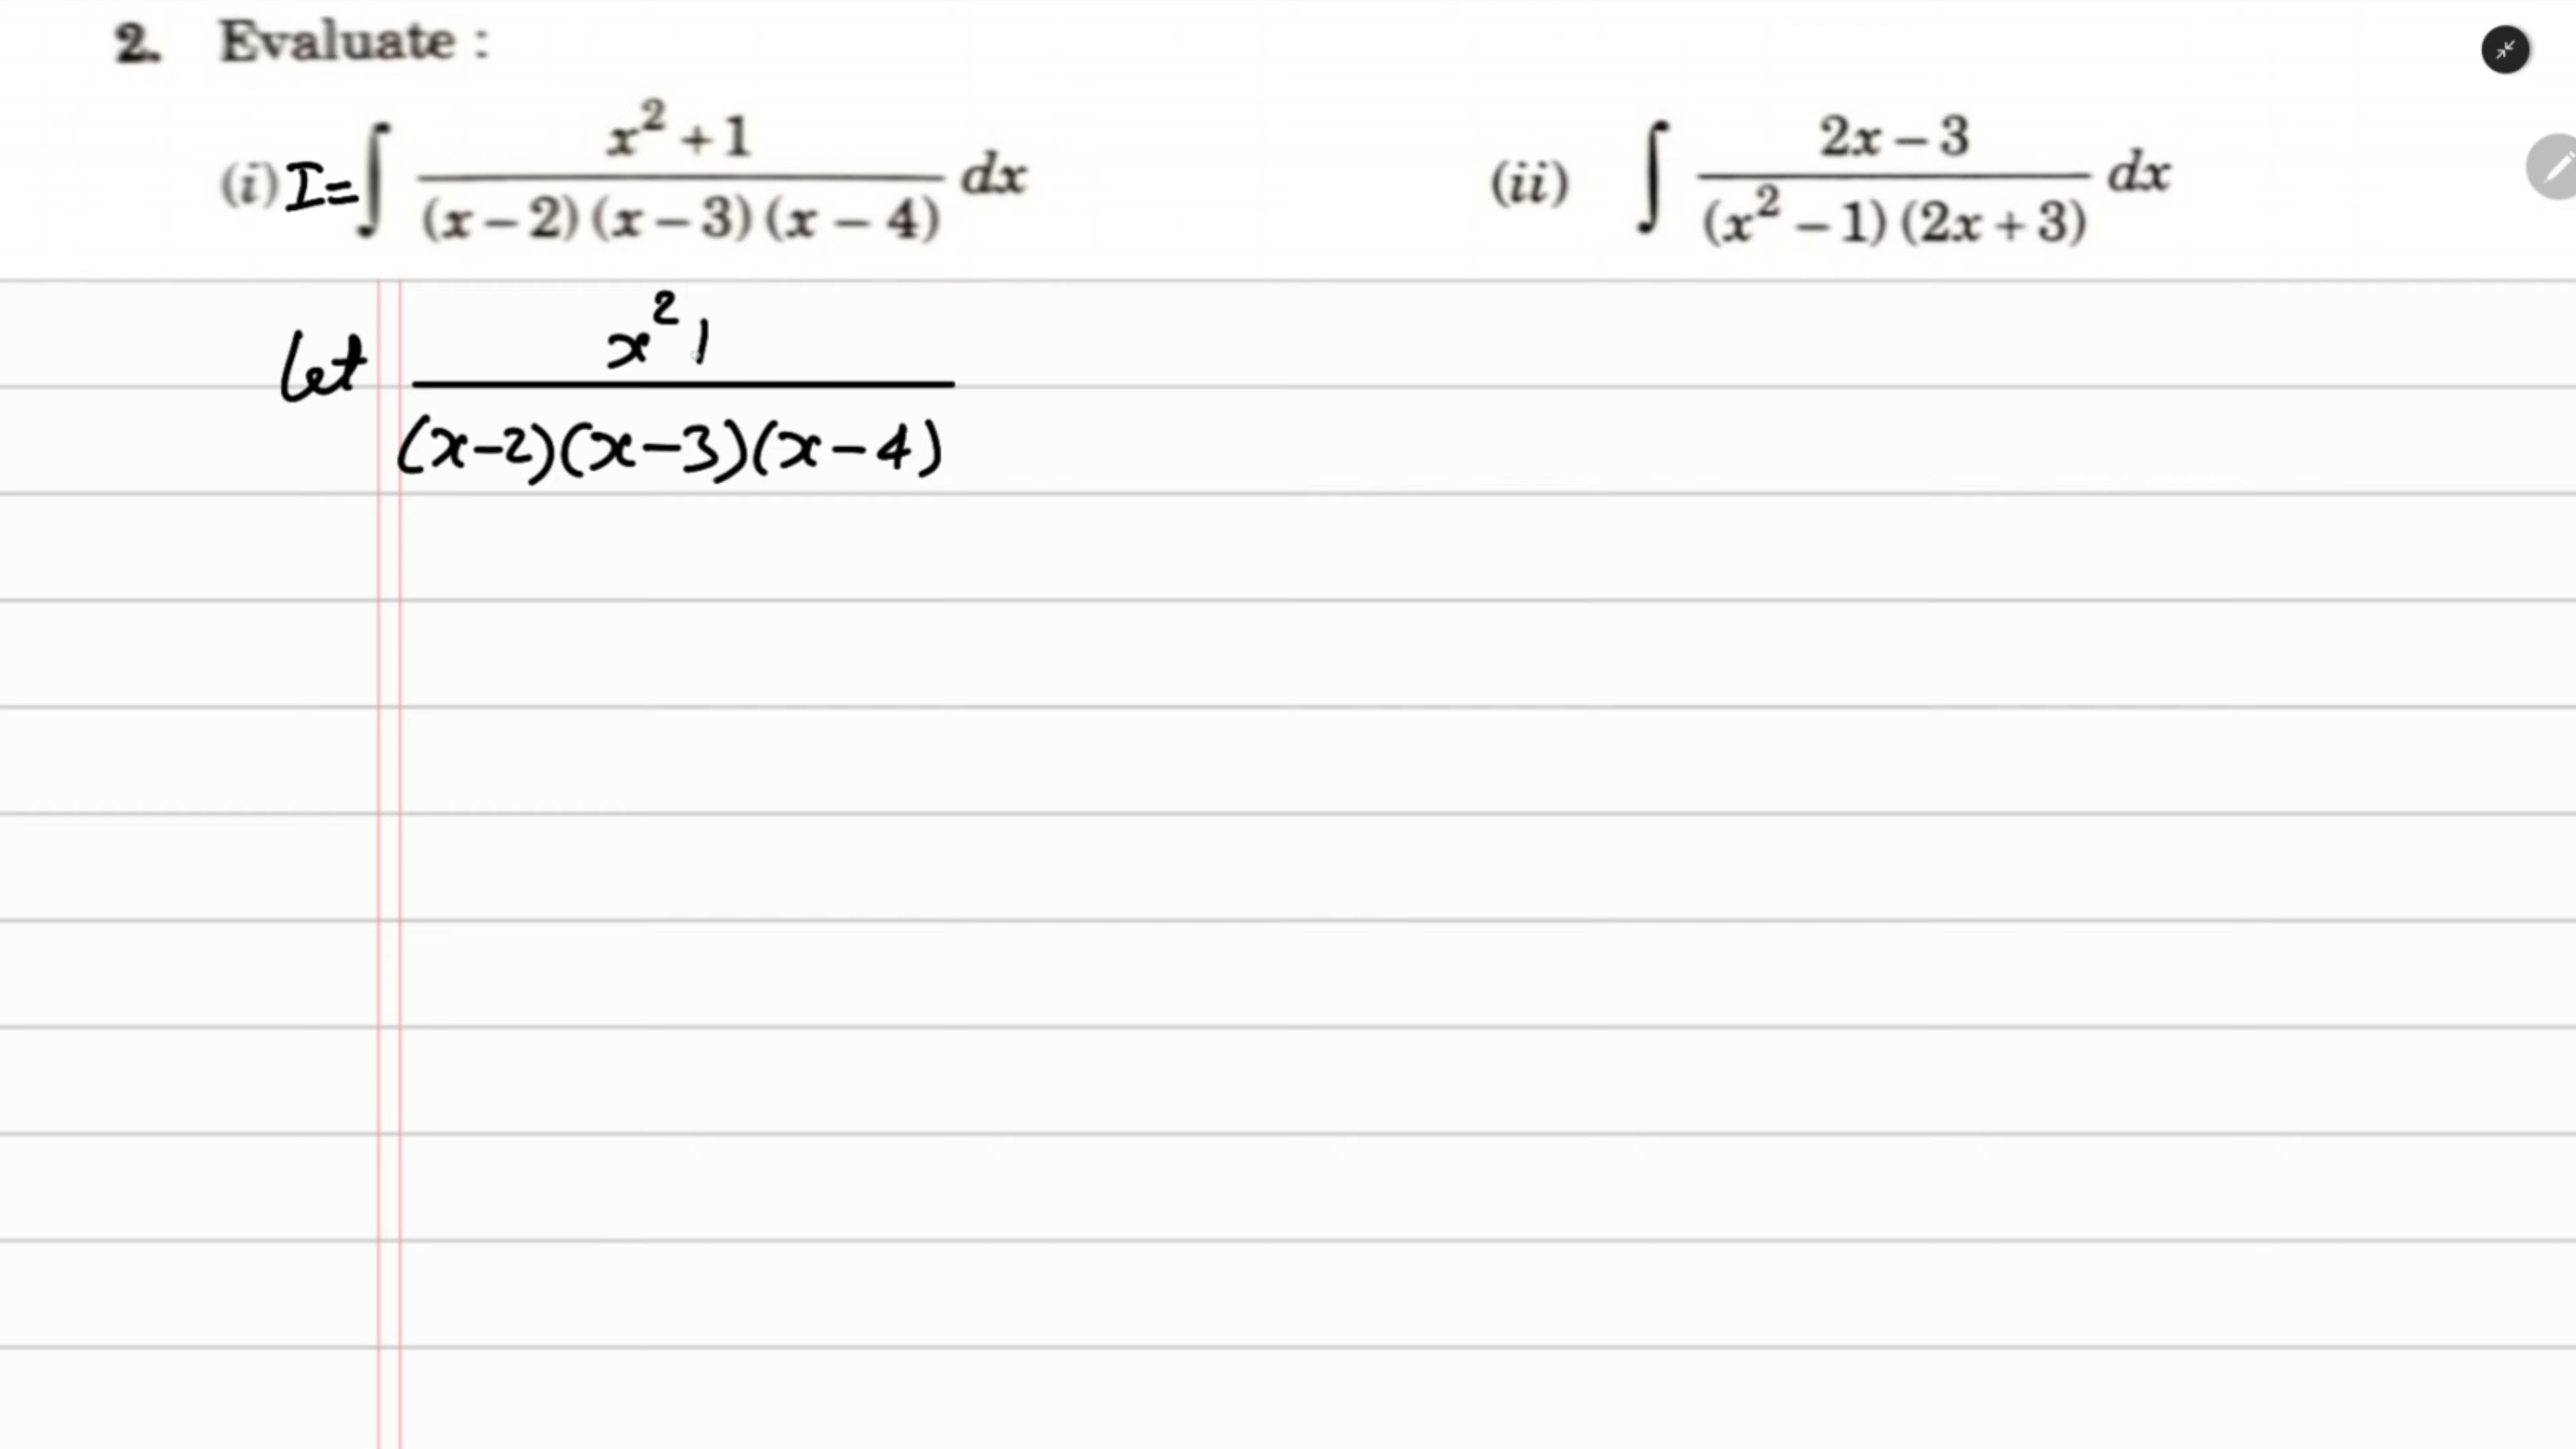 2. Evaluate :
(i) I = ∫ (x² + 1) / ((x − 2) (x − 3) (x − 4)) dx (ii) ∫ (2x − 3) / ((x² − 1) (2x + 3)) dx
let x² 1 / ((x-2)(x-3)(x-4))